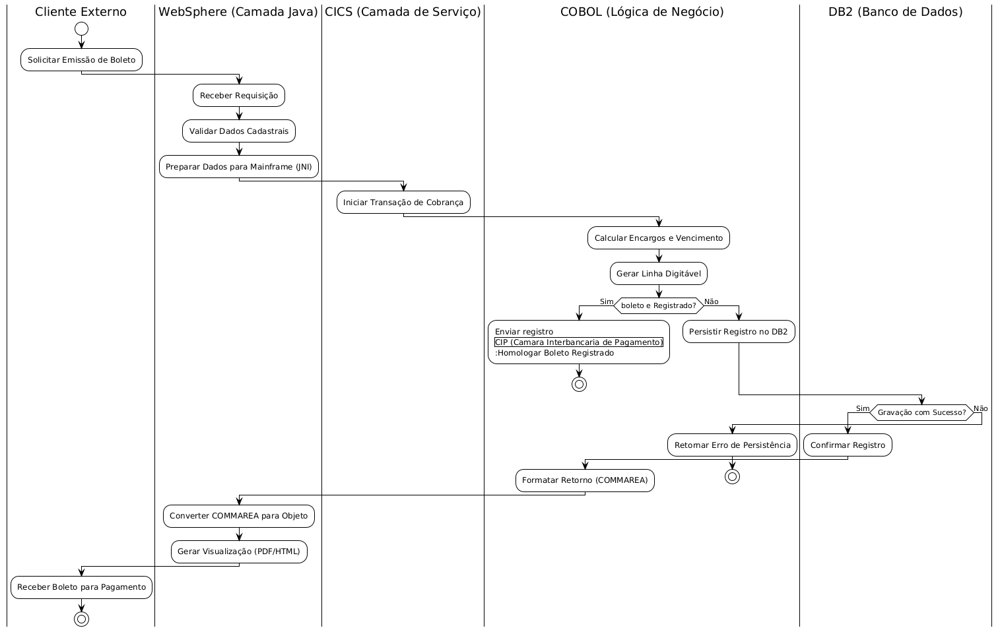 Cliente Externo
WebSphere (Camada Java)
CICS (Camada de Serviço)
COBOL (Lógica de Negócio)
DB2 (Banco de Dados)
Solicitar Emissão de Boleto
Receber Requisição
Validar Dados Cadastrais
Preparar Dados para Mainframe (JNI)
Iniciar Transação de Cobrança
Calcular Encargos e Vencimento
Gerar Linha Digitável
Sim
boleto e Registrado?
Não
Enviar registro
CIP (Camara Interbancaria de Pagamento)
:Homologar Boleto Registrado
Persistir Registro no DB2
Sim
Gravação com Sucesso?
Não
Retornar Erro de Persistência
Confirmar Registro
Formatar Retorno (COMMAREA)
Converter COMMAREA para Objeto
Gerar Visualização (PDF/HTML)
Receber Boleto para Pagamento